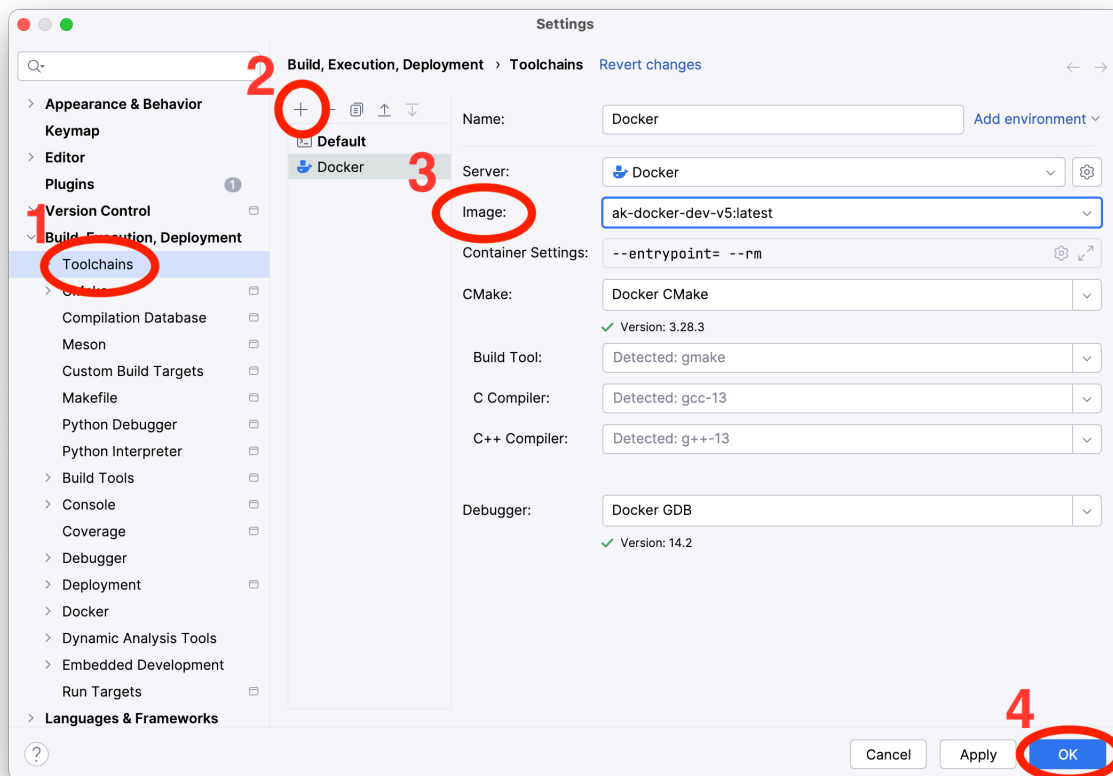 Settings
2
Build, Execution, Deployment › Toolchains Revert changes
Appearance & Behavior
Keymap
Editor
Plugins 1
Version Control
1
Build, Execution, Deployment
Toolchains
CMake
Compilation Database
Meson
Custom Build Targets
Makefile
Python Debugger
Python Interpreter
Build Tools
Console
Coverage
Debugger
Deployment
Docker
Dynamic Analysis Tools
Embedded Development
Run Targets
Languages & Frameworks
Default
Docker
3
Name: Docker Add environment
Server: Docker
Image: ak-docker-dev-v5:latest
Container Settings: --entrypoint= --rm
CMake: Docker CMake
Version: 3.28.3
Build Tool: Detected: gmake
C Compiler: Detected: gcc-13
C++ Compiler: Detected: g++-13
Debugger: Docker GDB
Version: 14.2
4
? Cancel Apply OK